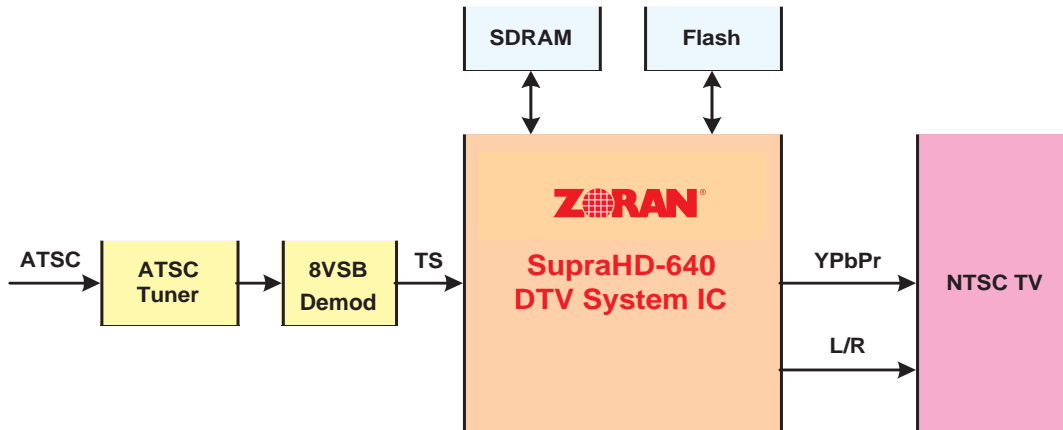 SDRAM
Flash
ZORAN®
ATSC
ATSC
Tuner
8VSB
Demod
TS
SupraHD-640
DTV System IC
YPbPr
L/R
NTSC TV